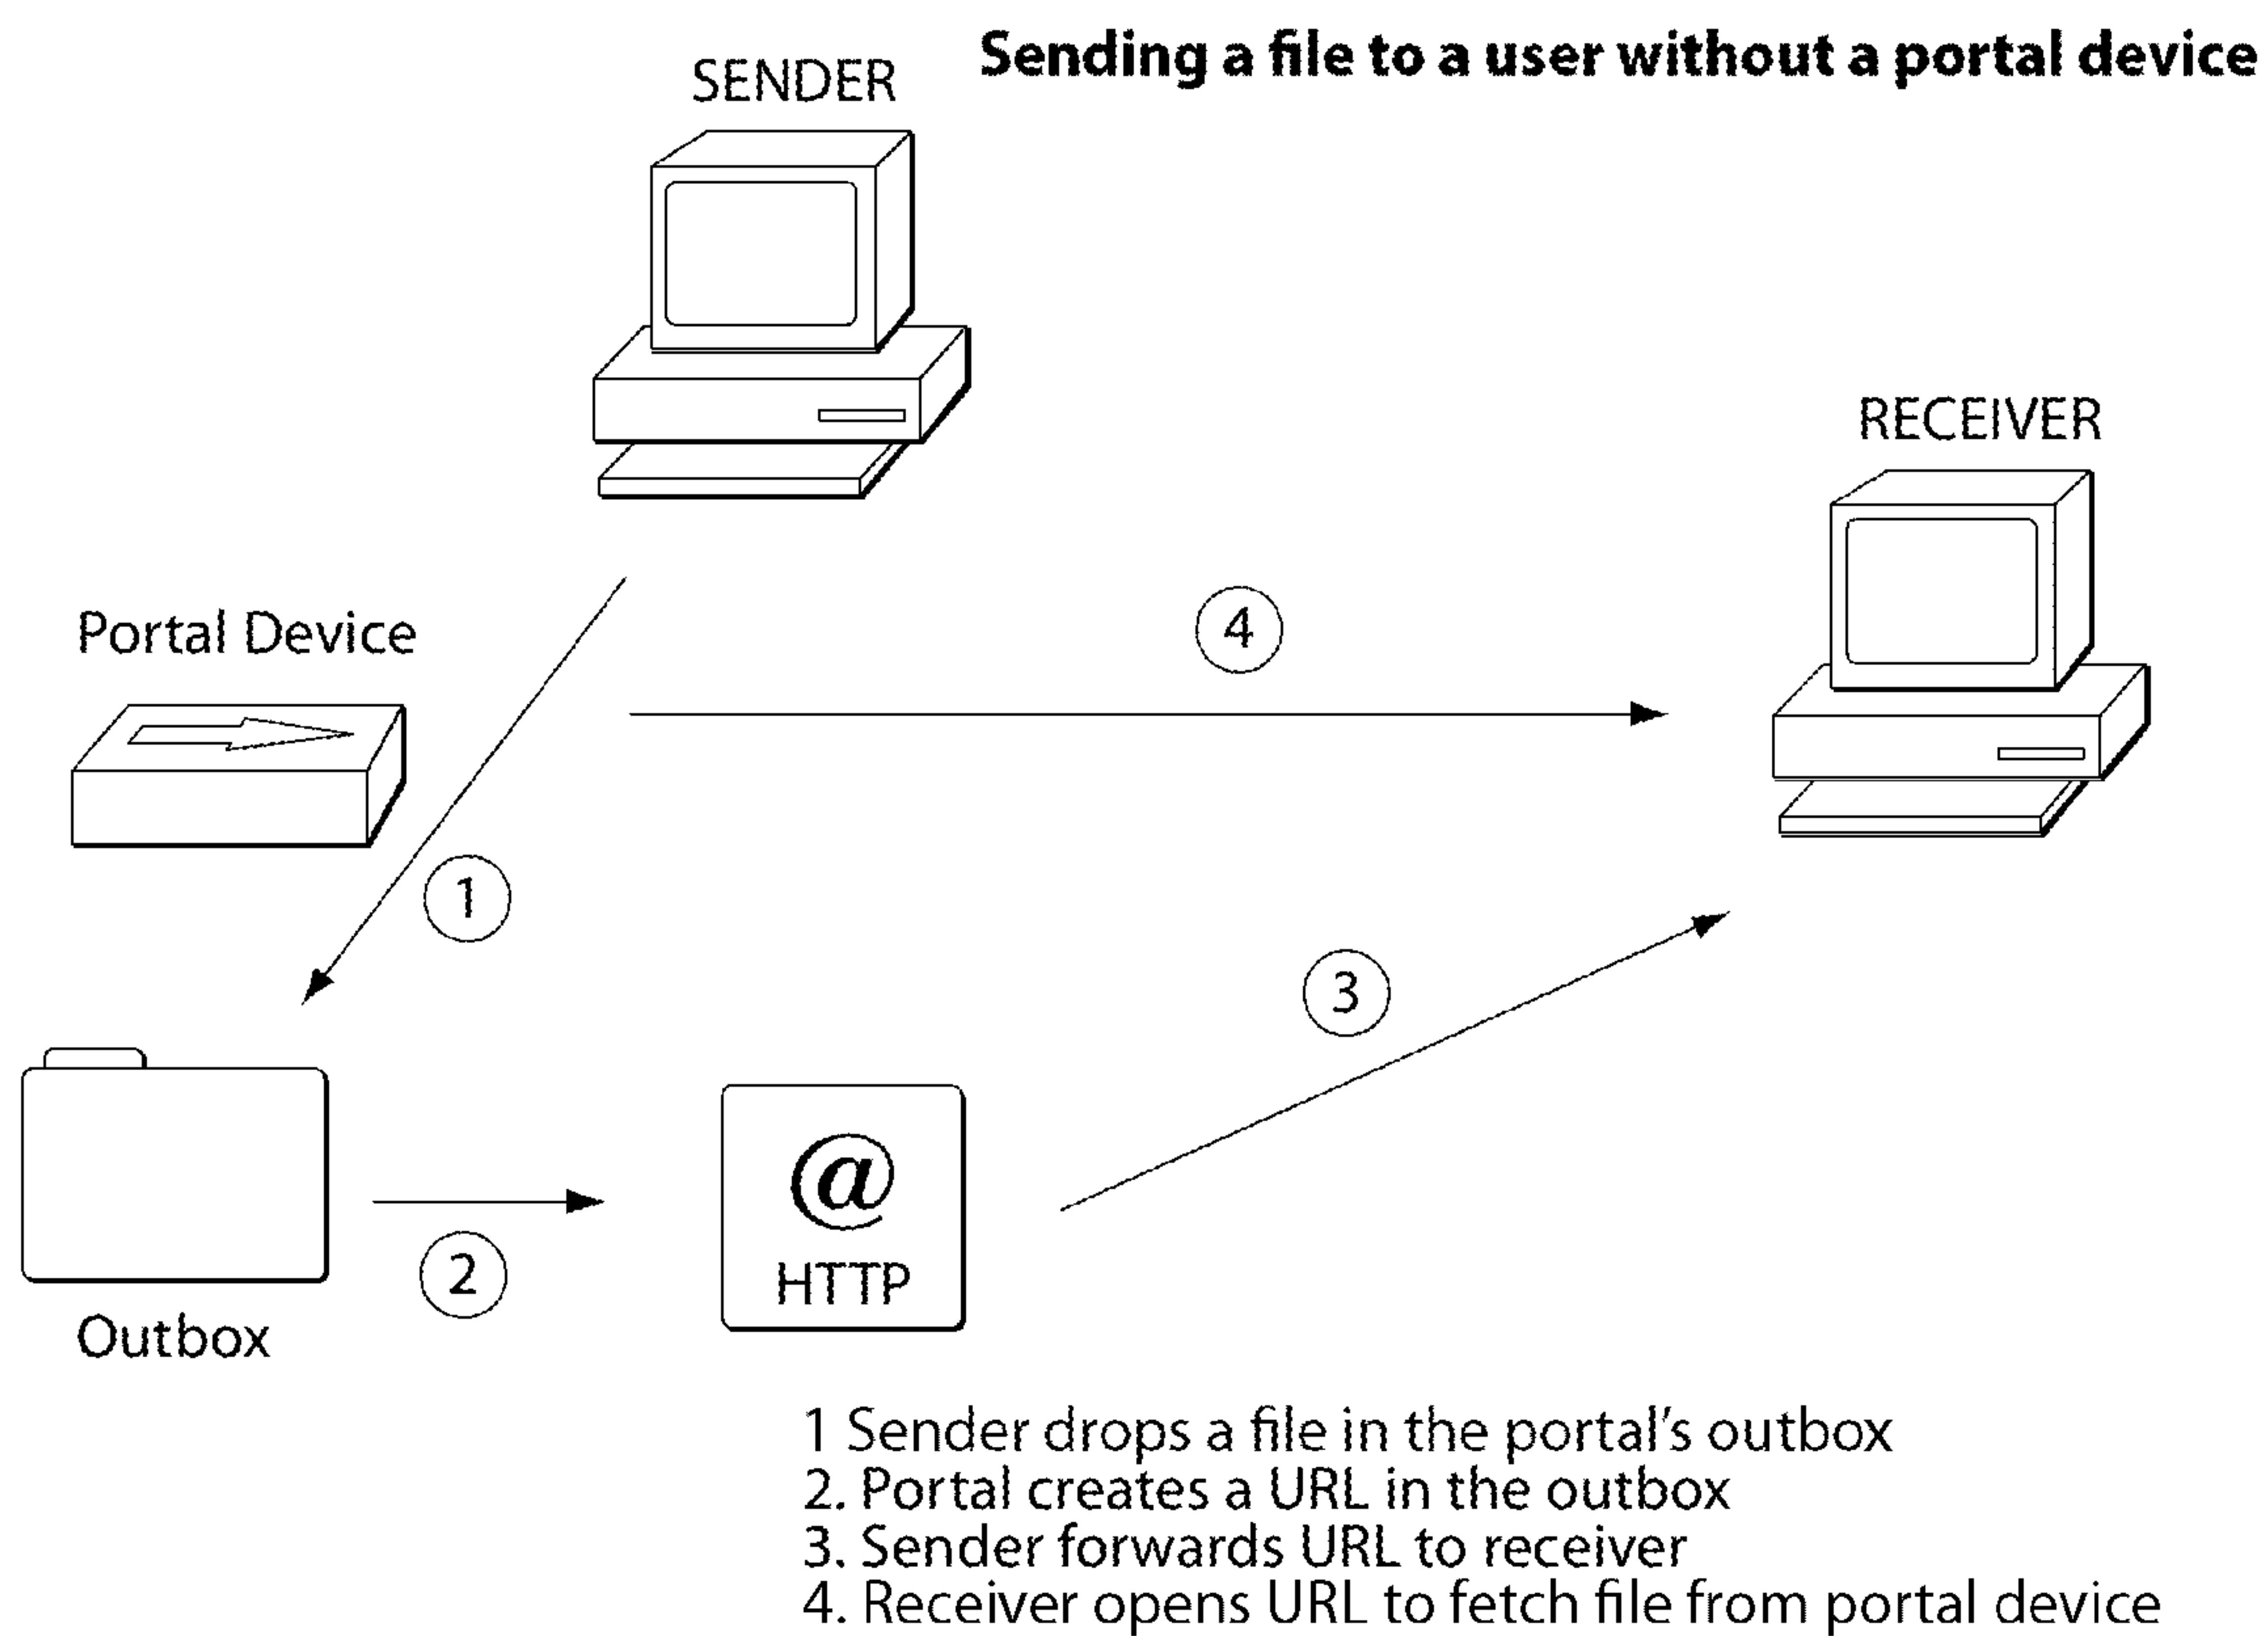 Sending a file to a user without a portal device
SENDER
RECEIVER
Portal Device
4
1
3
@
HTTP
2
Outbox
1 Sender drops a file in the portal's outbox
2. Portal creates a URL in the outbox
3. Sender forwards URL to receiver
4. Receiver opens URL to fetch file from portal device